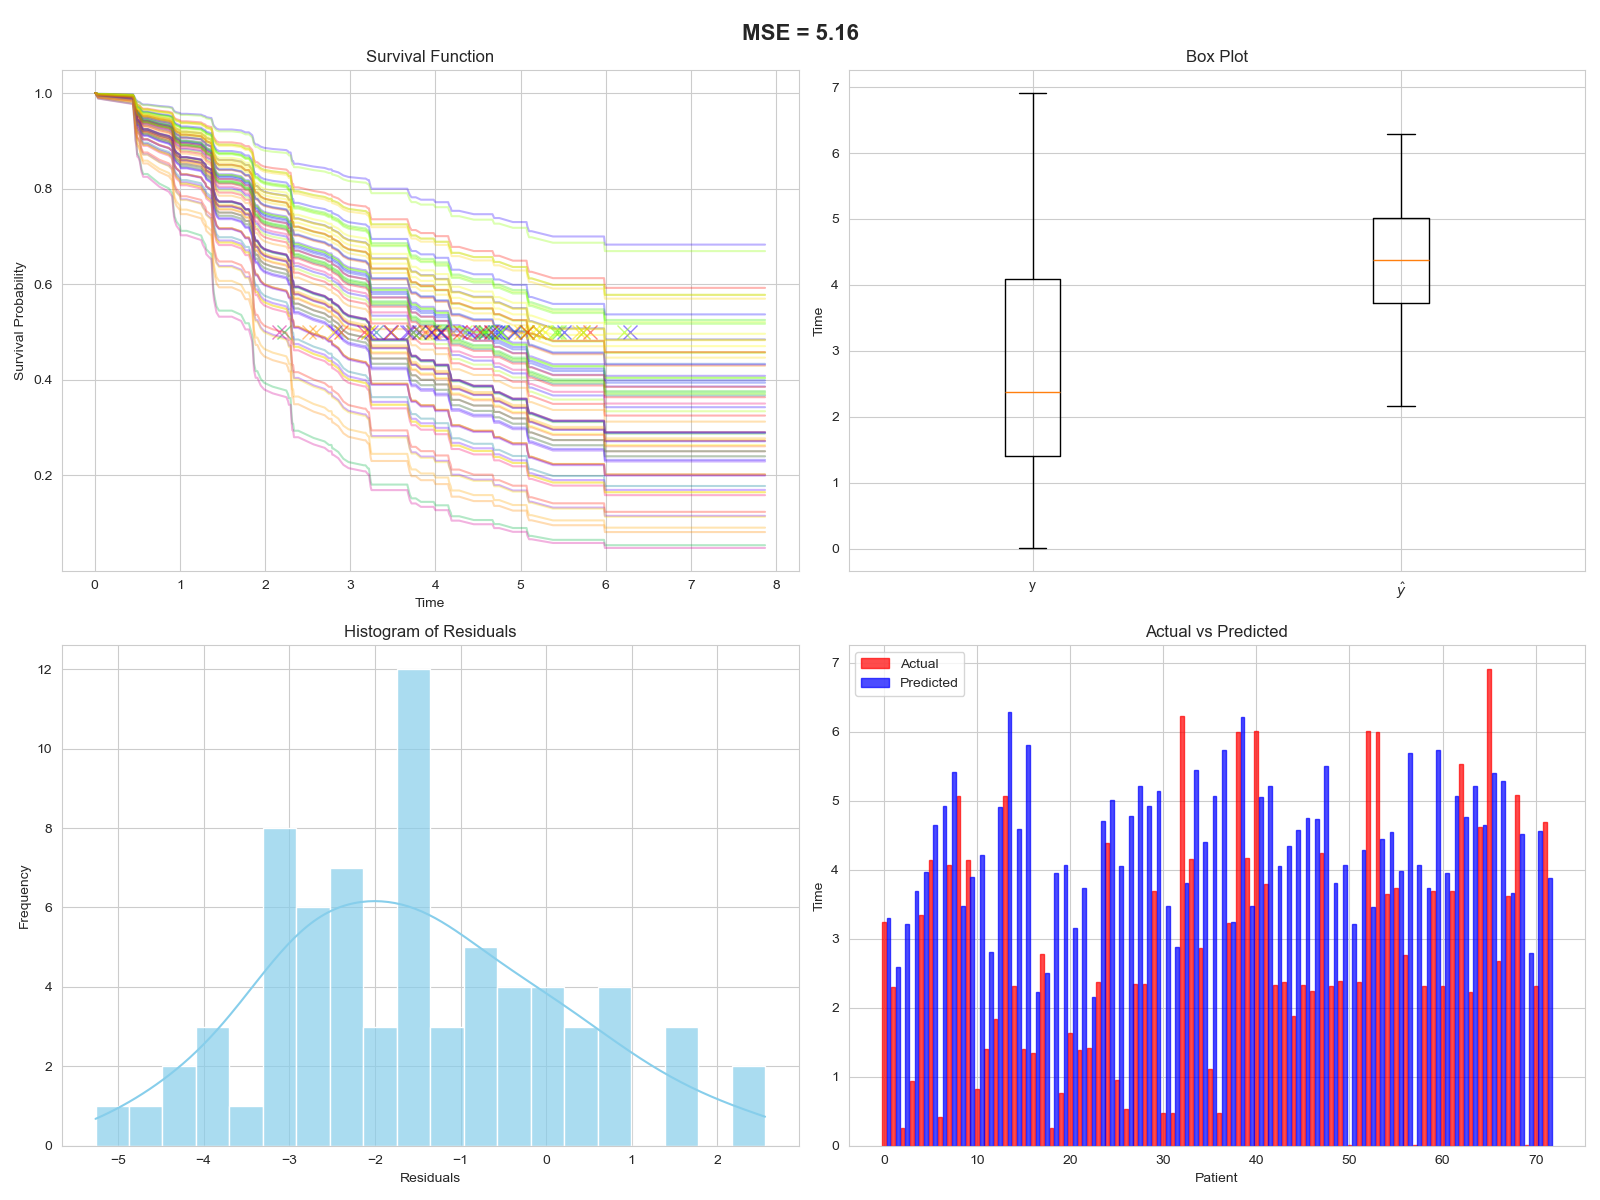 MSE = 5.16
Survival Function
Survival Probability
1.0
0.8
0.6
0.4
0.2
0 1 2 3 4 5 6 7 8
Time
Box Plot
Time
7
6
5
4
3
2
1
0
y ŷ
Histogram of Residuals
Frequency
12
10
8
6
4
2
0
−5 −4 −3 −2 −1 0 1 2
Residuals
Actual vs Predicted
Actual
Predicted
Time
7
6
5
4
3
2
1
0
0 10 20 30 40 50 60 70
Patient